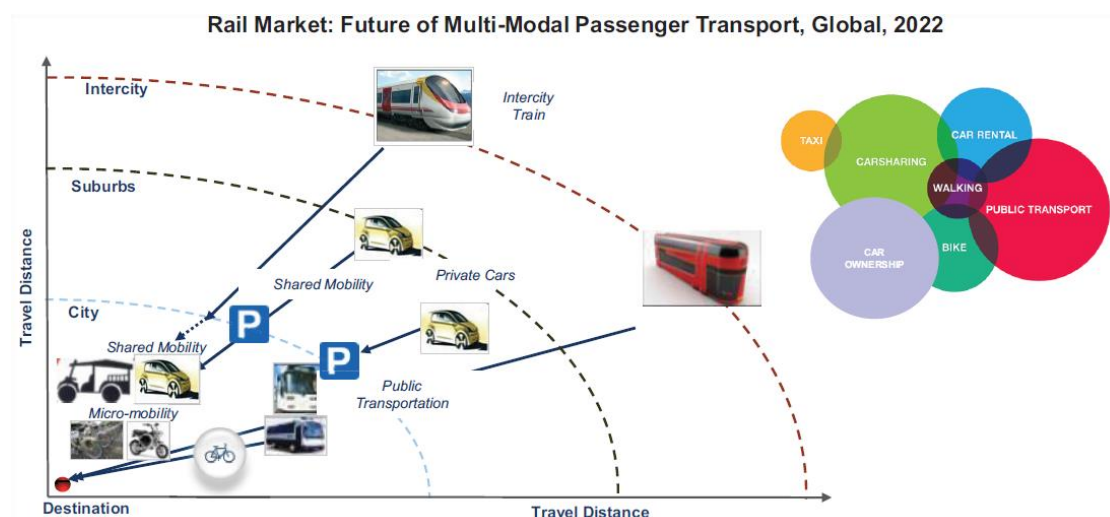 Rail Market: Future of Multi-Modal Passenger Transport, Global, 2022
Intercity
Intercity
Train
Suburbs
Shared Mobility
Private Cars
City
P
P
Shared Mobility
Public
Transportation
Micro-mobility
Travel Distance
Destination
Travel Distance
TAXI
CARSHARING
CAR RENTAL
WALKING
PUBLIC TRANSPORT
CAR
OWNERSHIP
BIKE